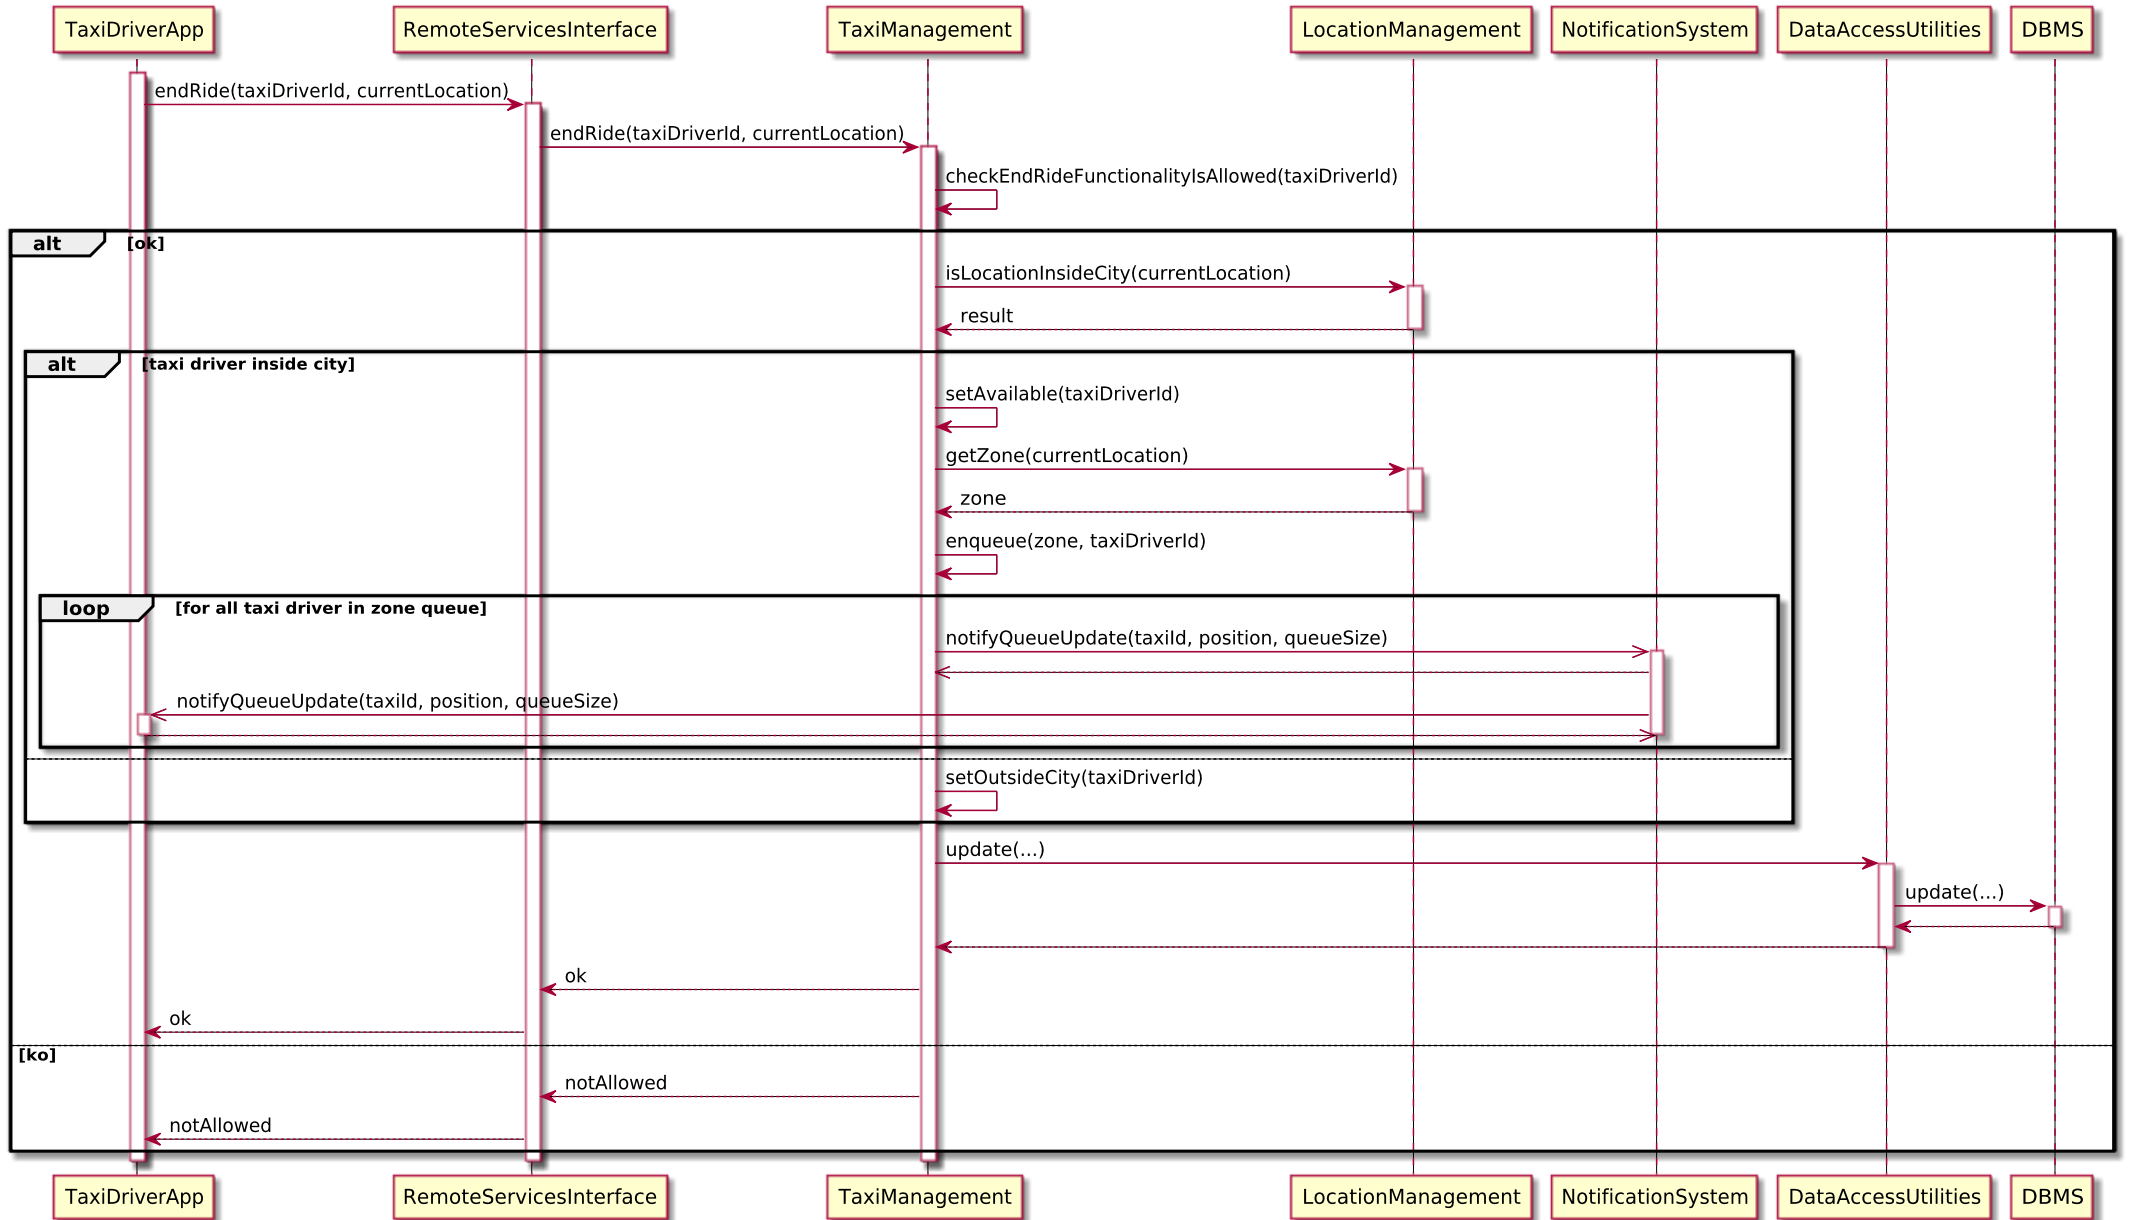 TaxiDriverApp RemoteServicesInterface TaxiManagement LocationManagement NotificationSystem DataAccessUtilities DBMS
endRide(taxiDriverId, currentLocation)
endRide(taxiDriverId, currentLocation)
checkEndRideFunctionalityIsAllowed(taxiDriverId)
alt [ok]
isLocationInsideCity(currentLocation)
result
alt [taxi driver inside city]
setAvailable(taxiDriverId)
getZone(currentLocation)
zone
enqueue(zone, taxiDriverId)
loop [for all taxi driver in zone queue]
notifyQueueUpdate(taxiId, position, queueSize)
notifyQueueUpdate(taxiId, position, queueSize)
setOutsideCity(taxiDriverId)
update(...)
update(...)
ok
ok
[ko]
notAllowed
notAllowed
TaxiDriverApp RemoteServicesInterface TaxiManagement LocationManagement NotificationSystem DataAccessUtilities DBMS